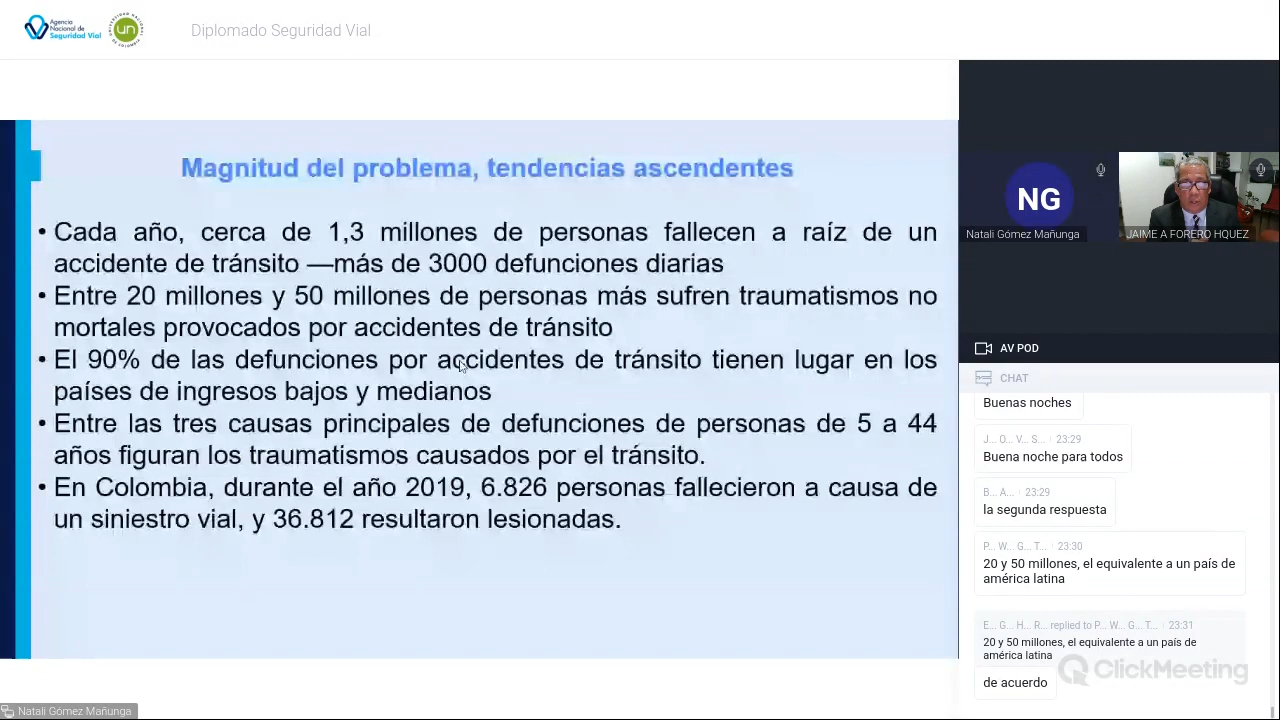 Agencia
Nacional de
Seguridad Vial
un
Diplomado Seguridad Vial
Magnitud del problema, tendencias ascendentes
• Cada año, cerca de 1,3 millones de personas fallecen a raíz de un
accidente de tránsito —más de 3000 defunciones diarias
• Entre 20 millones y 50 millones de personas más sufren traumatismos no
mortales provocados por accidentes de tránsito
• El 90% de las defunciones por accidentes de tránsito tienen lugar en los
países de ingresos bajos y medianos
• Entre las tres causas principales de defunciones de personas de 5 a 44
años figuran los traumatismos causados por el tránsito.
• En Colombia, durante el año 2019, 6.826 personas fallecieron a causa de
un siniestro vial, y 36.812 resultaron lesionadas.
Natali Gómez Mañunga
NG
Natali Gómez Mañunga
JAIME A FORERO HQUEZ
AV POD
CHAT
Buenas noches
J... O... V... S... 23:29
Buena noche para todos
B... A... 23:29
la segunda respuesta
P... W... G... T... 23:30
20 y 50 millones, el equivalente a un país de
américa latina
E... G... H... R... replied to P... W... G... T... 23:31
20 y 50 millones, el equivalente a un país de
américa latina
de acuerdo
ClickMeeting